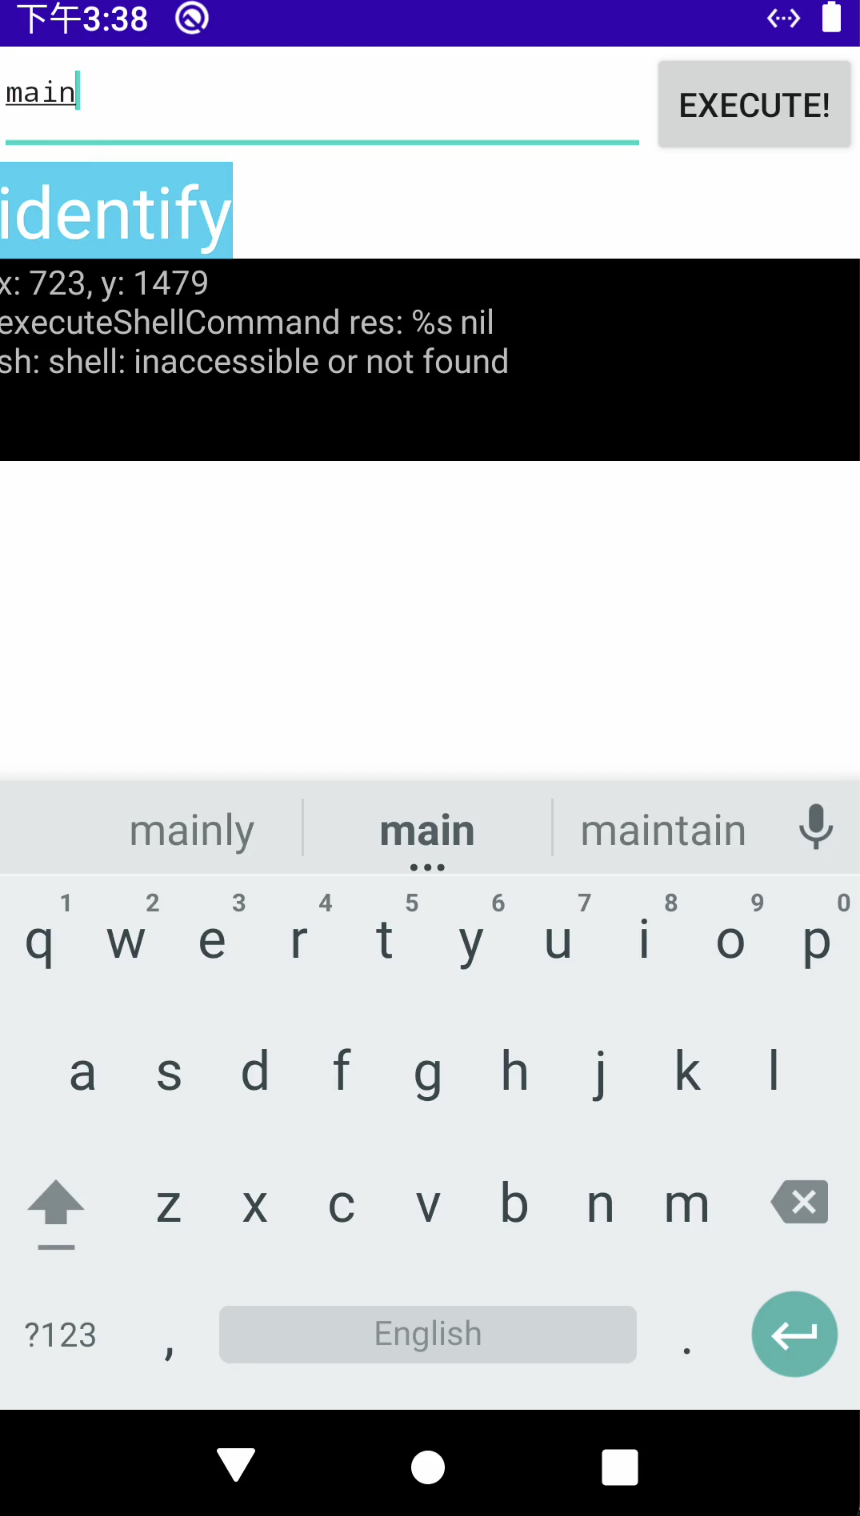 下午3:38
main
EXECUTE!
identify
x: 723, y: 1479
executeShellCommand res: %s nil
sh: shell: inaccessible or not found
mainly main maintain
1 2 3 4 5 6 7 8 9 0
q w e r t y u i o p
a s d f g h j k l
z x c v b n m
?123 , English .